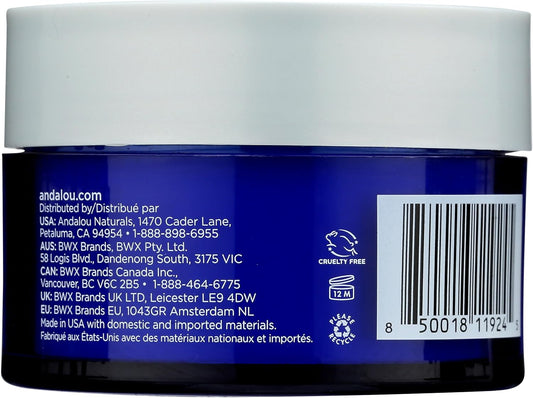 andalou.com
Distributed by/Distribué par
USA: Andalou Naturals, 1470 Cader Lane,
Petaluma, CA 94954 • 1-888-898-6955
AUS: BWX Brands, BWX Pty. Ltd.
58 Logis Blvd., Dandenong South, 3175 VIC
CAN: BWX Brands Canada Inc.,
Vancouver, BC V6C 2B5 • 1-888-464-6775
UK: BWX Brands UK LTD, Leicester LE9 4DW
EU: BWX Brands EU, 1043GR Amsterdam NL
Made in USA with domestic and imported materials.
Fabriqué aux États-Unis avec des matériaux nationaux et importés.
CRUELTY FREE
12 M
PLEASE RECYCLE
8 50018 11924 5